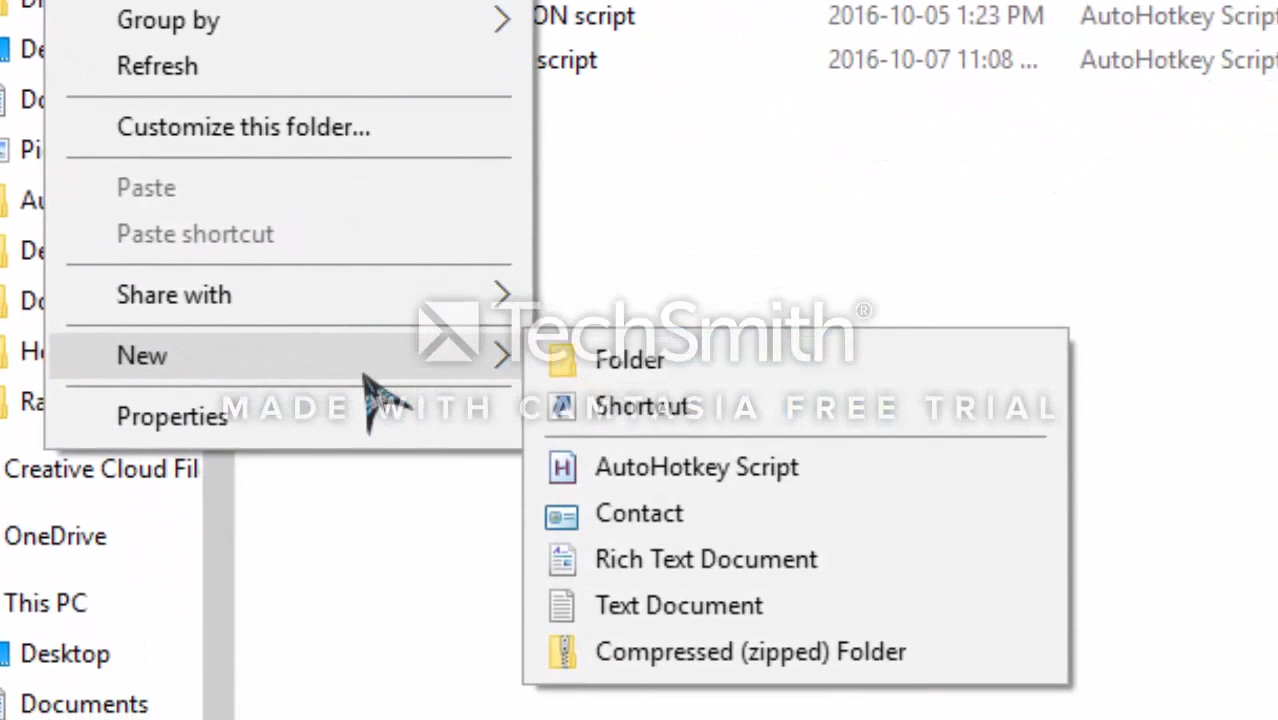 Group by
ON script
2016-10-05 1:23 PM
AutoHotkey Script
Refresh
script
2016-10-07 11:08 ...
AutoHotkey Script
Customize this folder...
Paste
Paste shortcut
Share with
TechSmith®
New
Folder
MADE WITH CAMTASIA FREE TRIAL
Properties
Shortcut
Creative Cloud Fil
AutoHotkey Script
Contact
OneDrive
Rich Text Document
This PC
Text Document
Desktop
Compressed (zipped) Folder
Documents